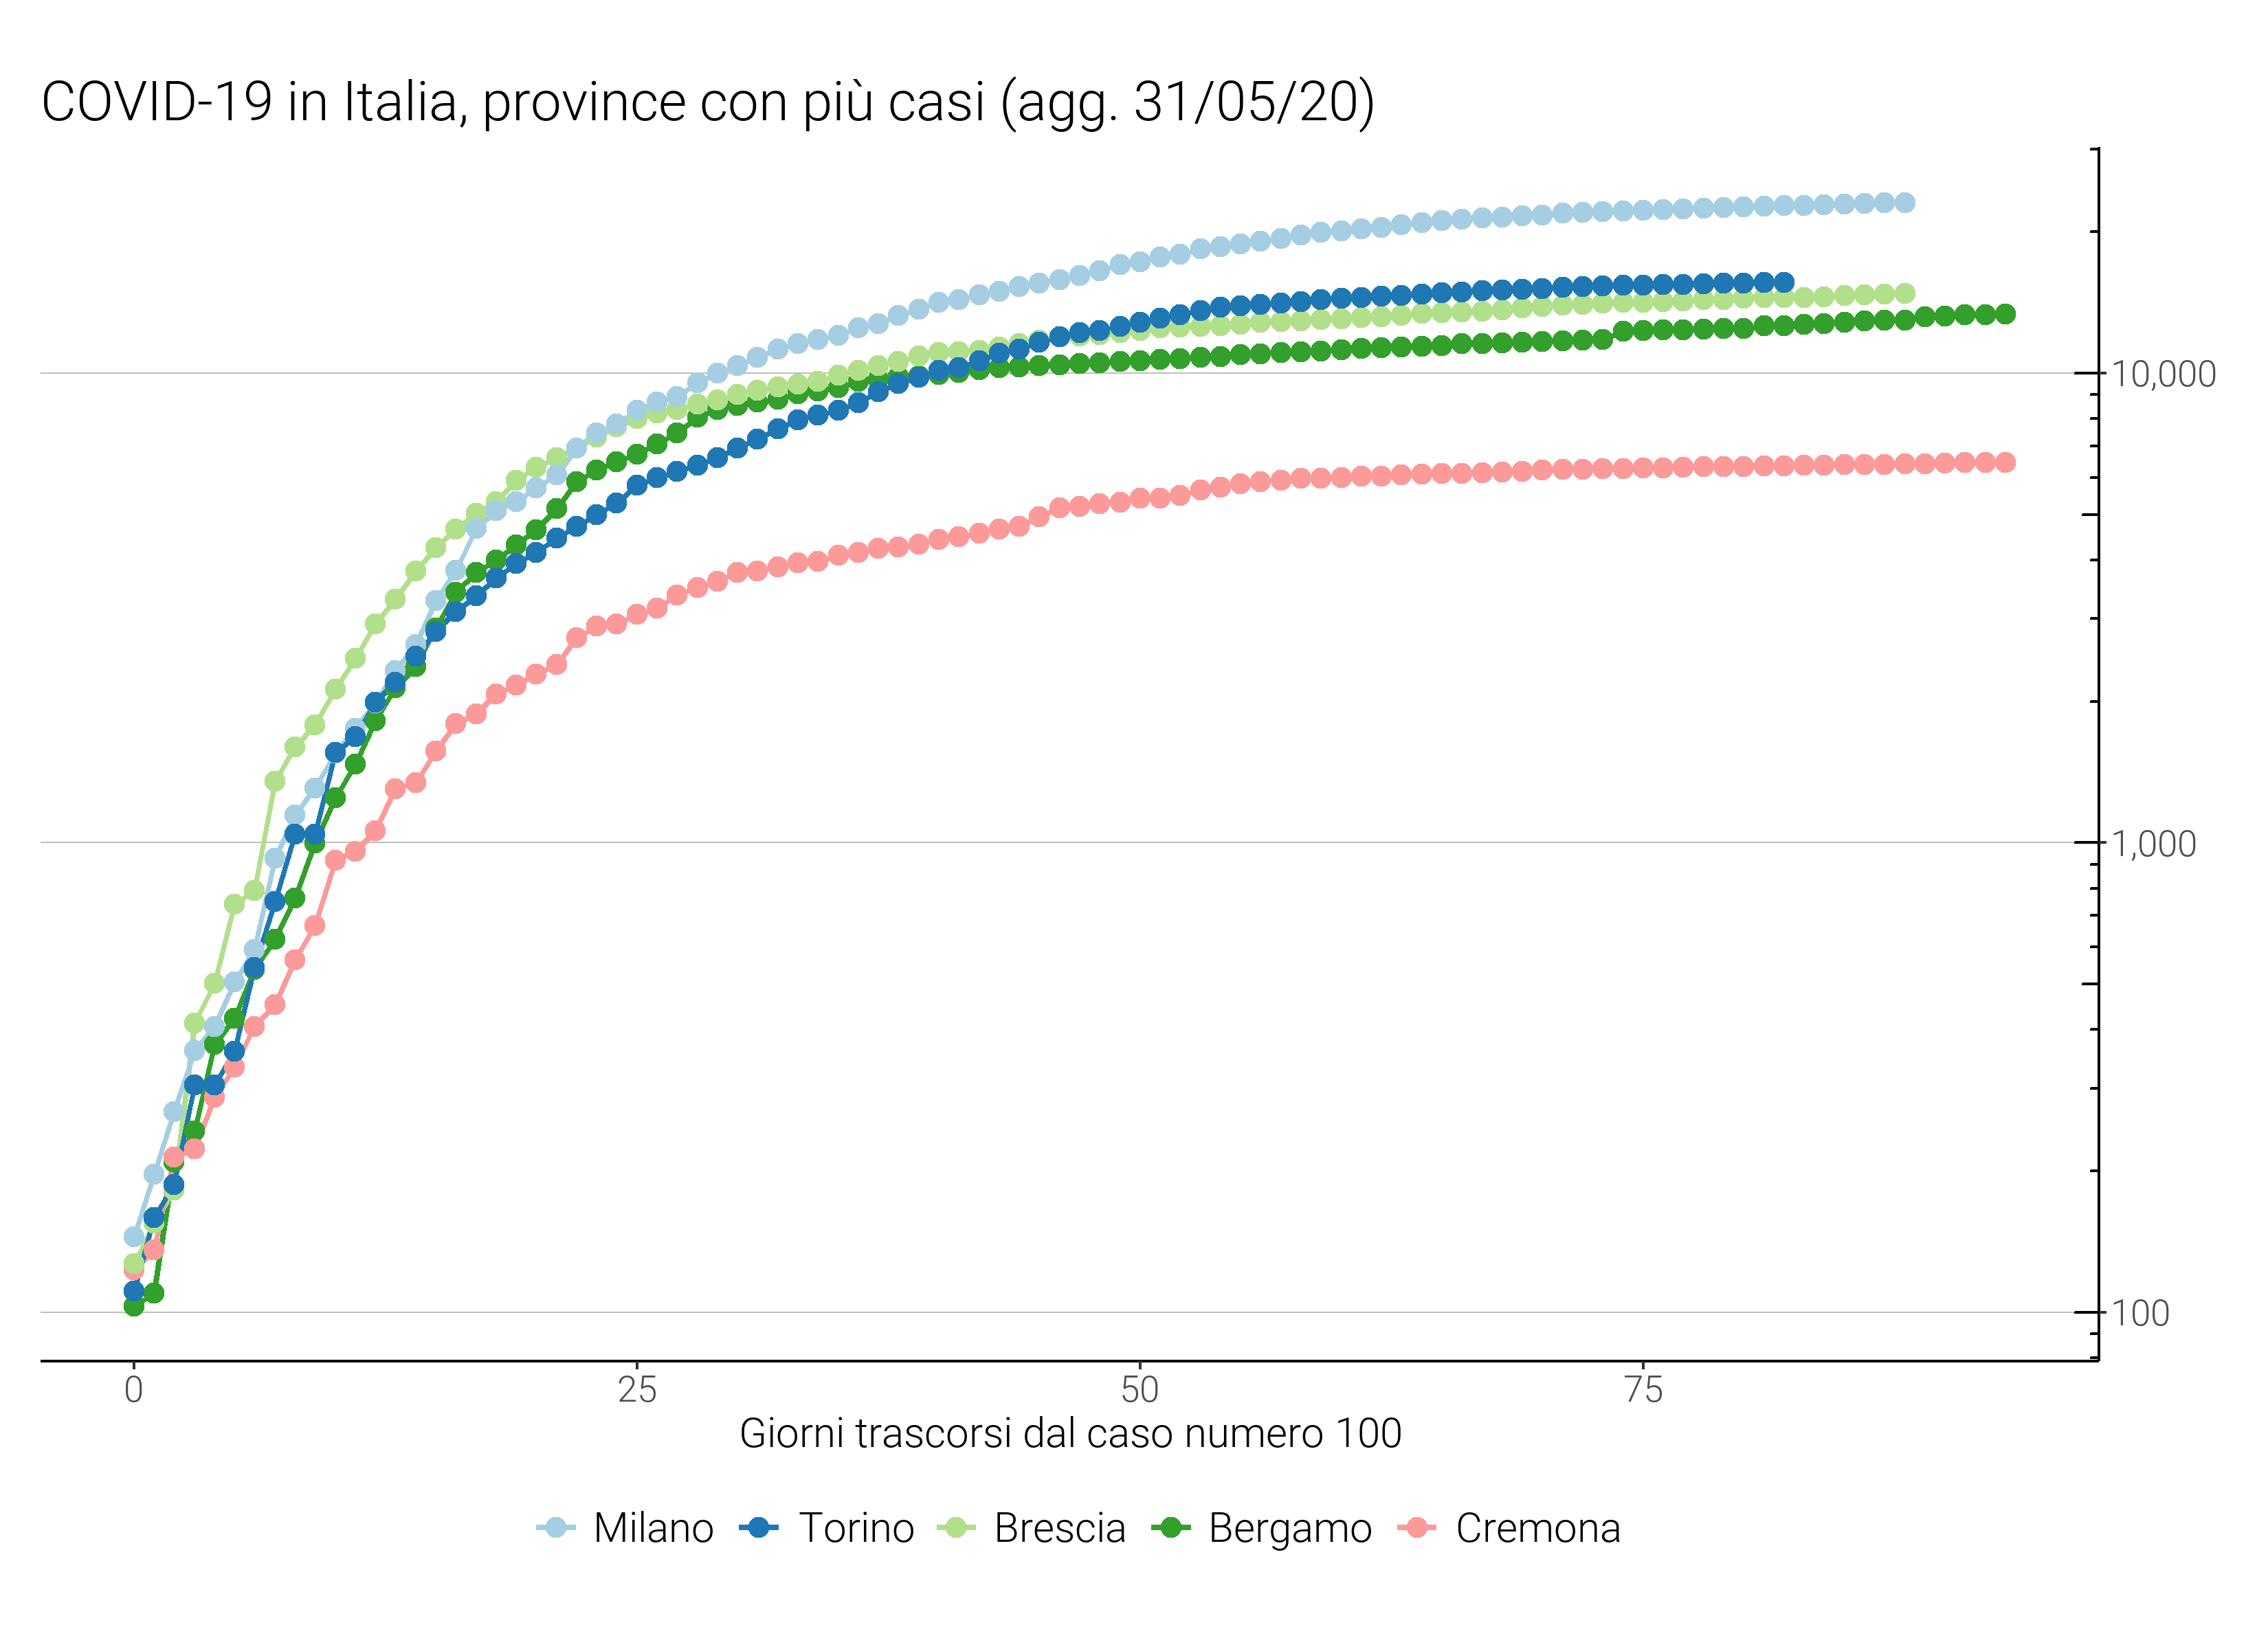 COVID-19 in Italia, province con più casi (agg. 31/05/20)
10,000
1,000
100
0 25 50 75
Giorni trascorsi dal caso numero 100
Milano Torino Brescia Bergamo Cremona